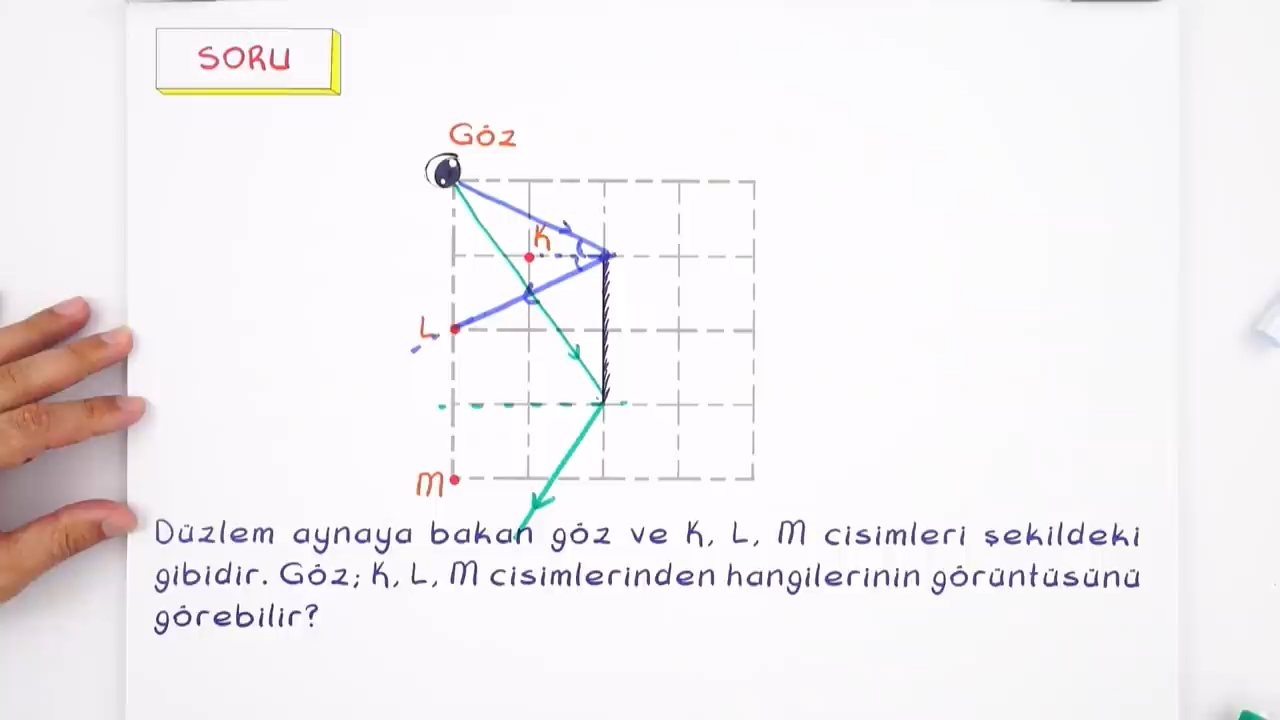 SORU
Göz
K
L
M
Düzlem aynaya bakan göz ve K, L, M cisimleri şekildeki
gibidir. Göz; K, L, M cisimlerinden hangilerinin görüntüsünü
görebilir?